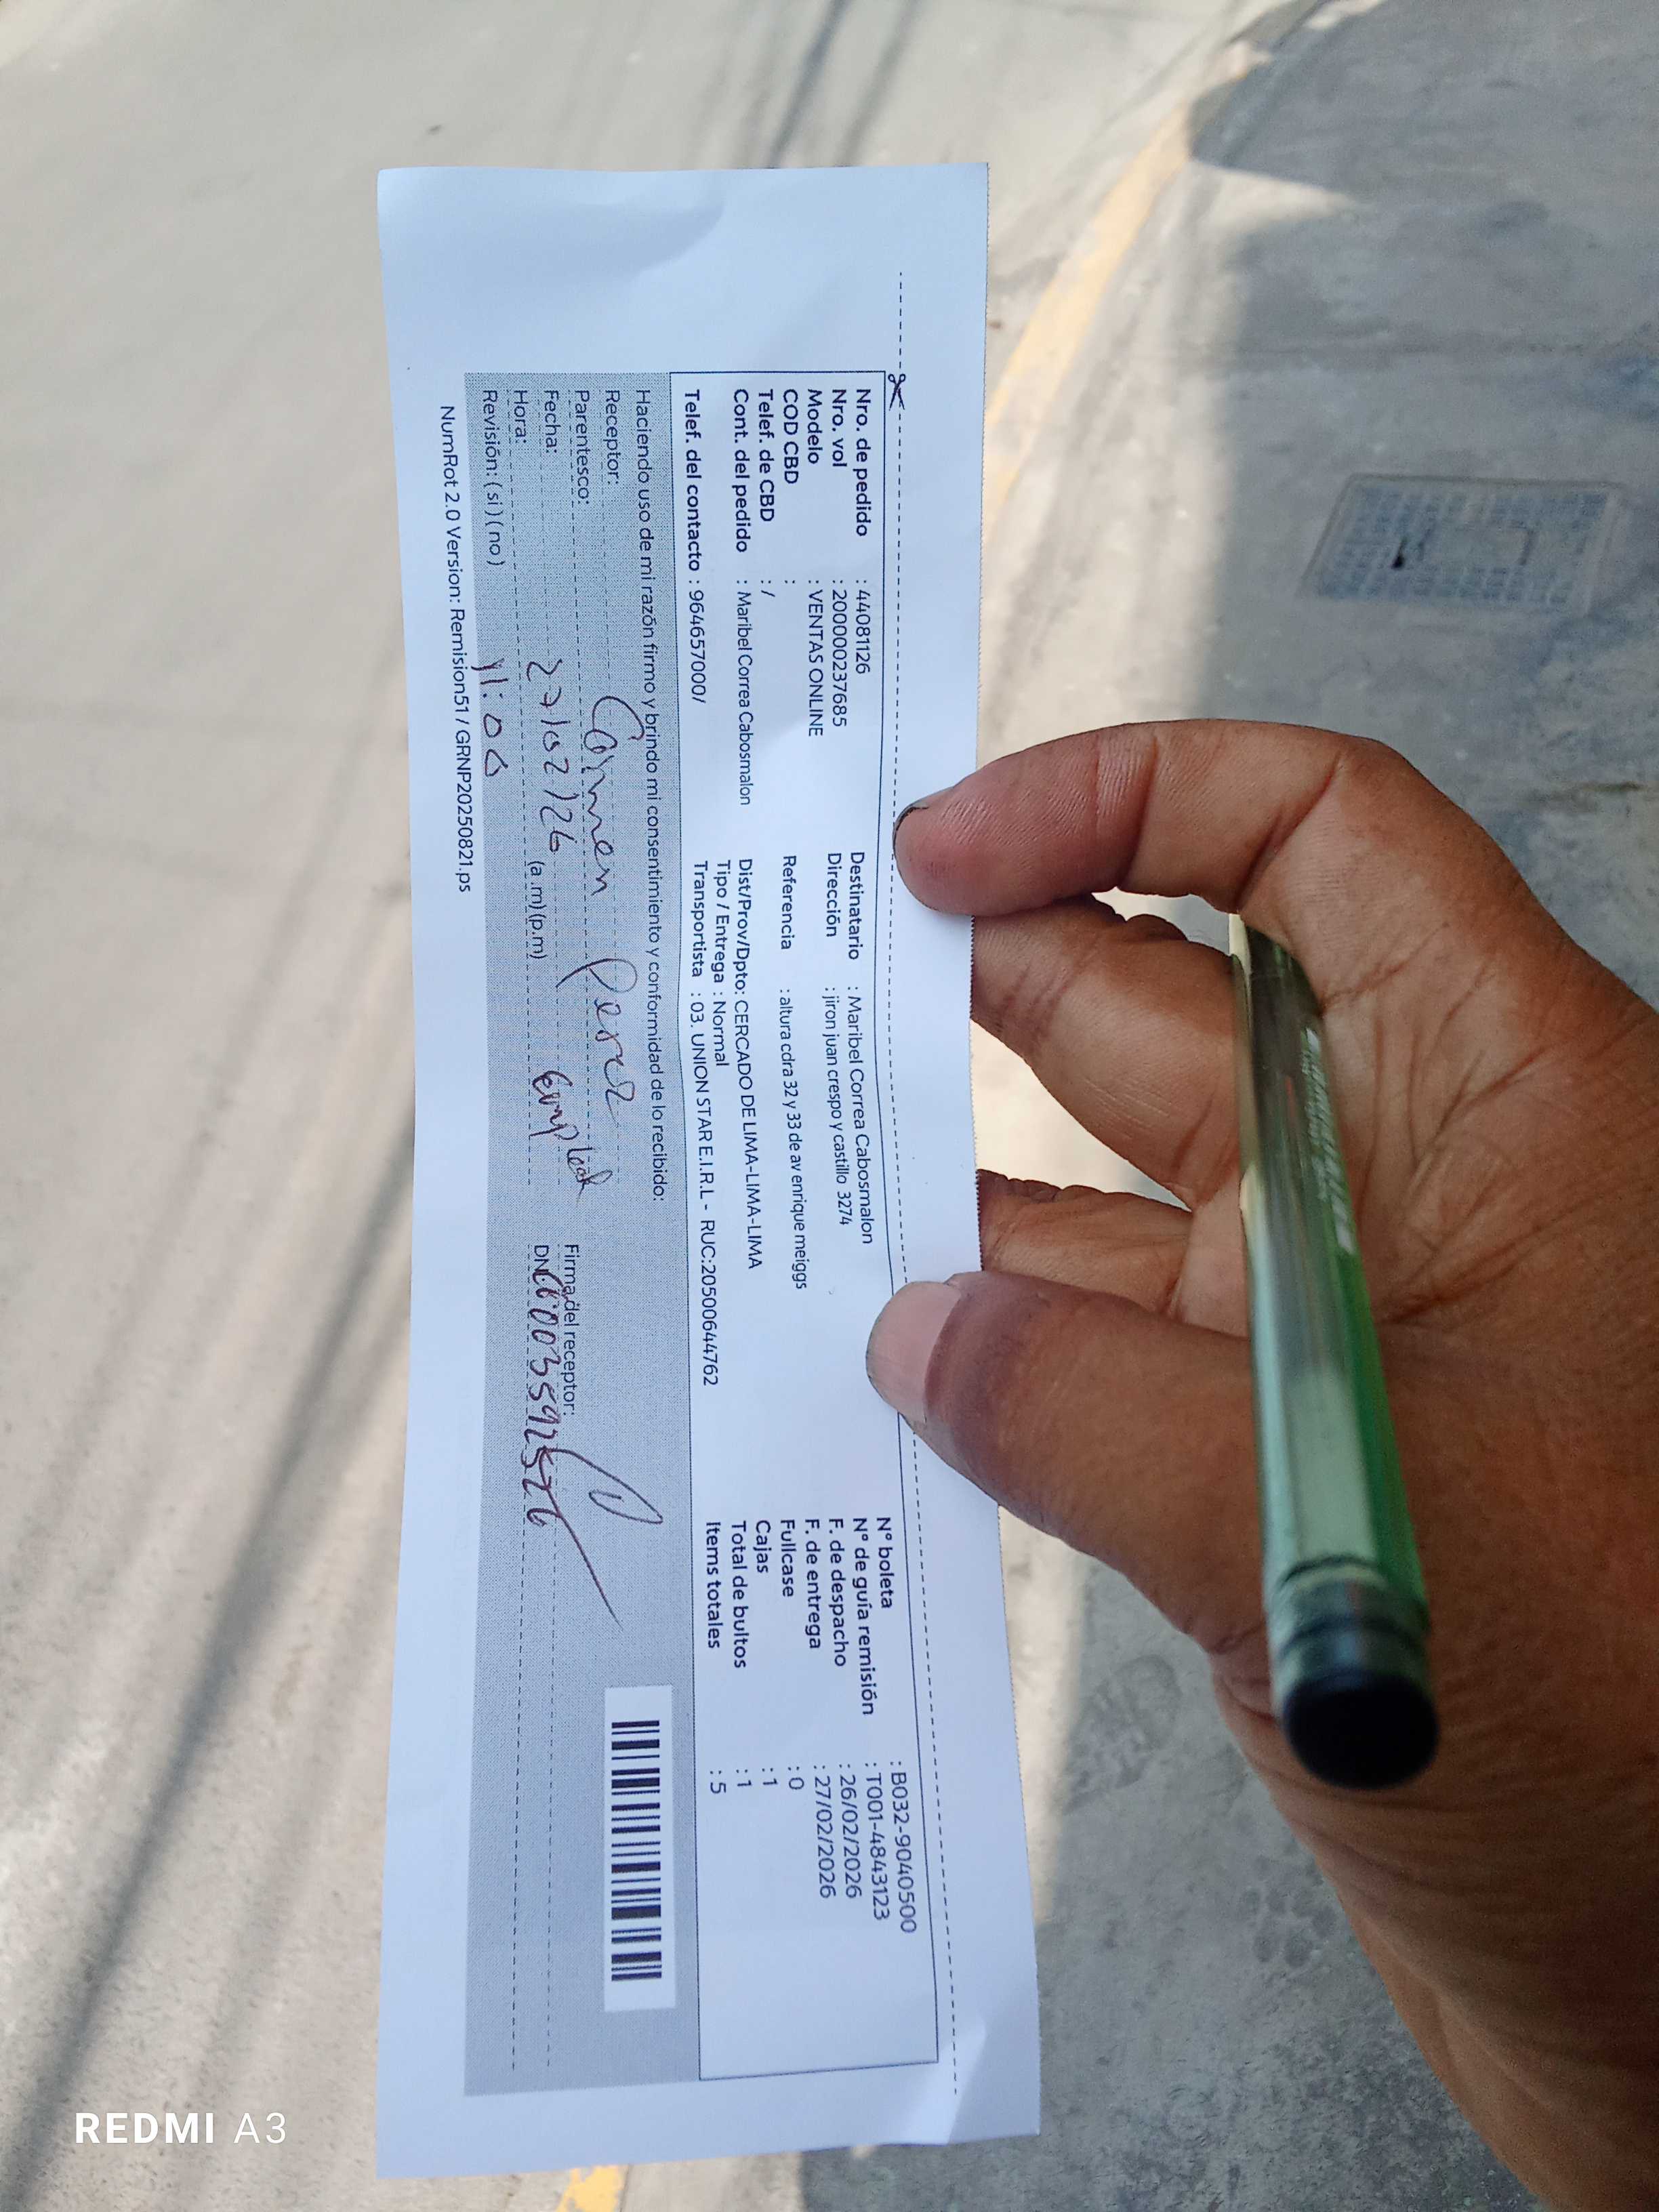 Nro. de pedido : 44081126
Nro. vol : 200000237685
Modelo : VENTAS ONLINE
COD CBD :
Telef. de CBD : /
Cont. del pedido : Maribel Correa Cabosmalon
Telef. del contacto : 964657000/
Destinatario : Maribel Correa Cabosmalon
Dirección : jiron juan crespo y castillo 3274
Referencia : altura cdra 32 y 33 de av enrique meiggs
Dist/Prov/Dpto: CERCADO DE LIMA-LIMA-LIMA
Tipo / Entrega : Normal
Transportista : 03. UNION STAR E.I.R.L - RUC:20500644762
N° boleta : B032-9040500
N° de guía remisión : T001-4843123
F. de despacho : 26/02/2026
F. de entrega : 27/02/2026
Fullcase : 0
Cajas : 1
Total de bultos : 1
Items totales : 5
Haciendo uso de mi razón firmo y brindo mi consentimiento y conformidad de lo recibido:
Receptor: Carmen Perez
Parentesco:
Fecha: 27/02/26
Hora: 11:00 (a.m)(p.m)
Revisión: (si) (no)
Firma del receptor:
NumRot 2.0 Version: Remision51 / GRNP20250821.ps
REDMI A3